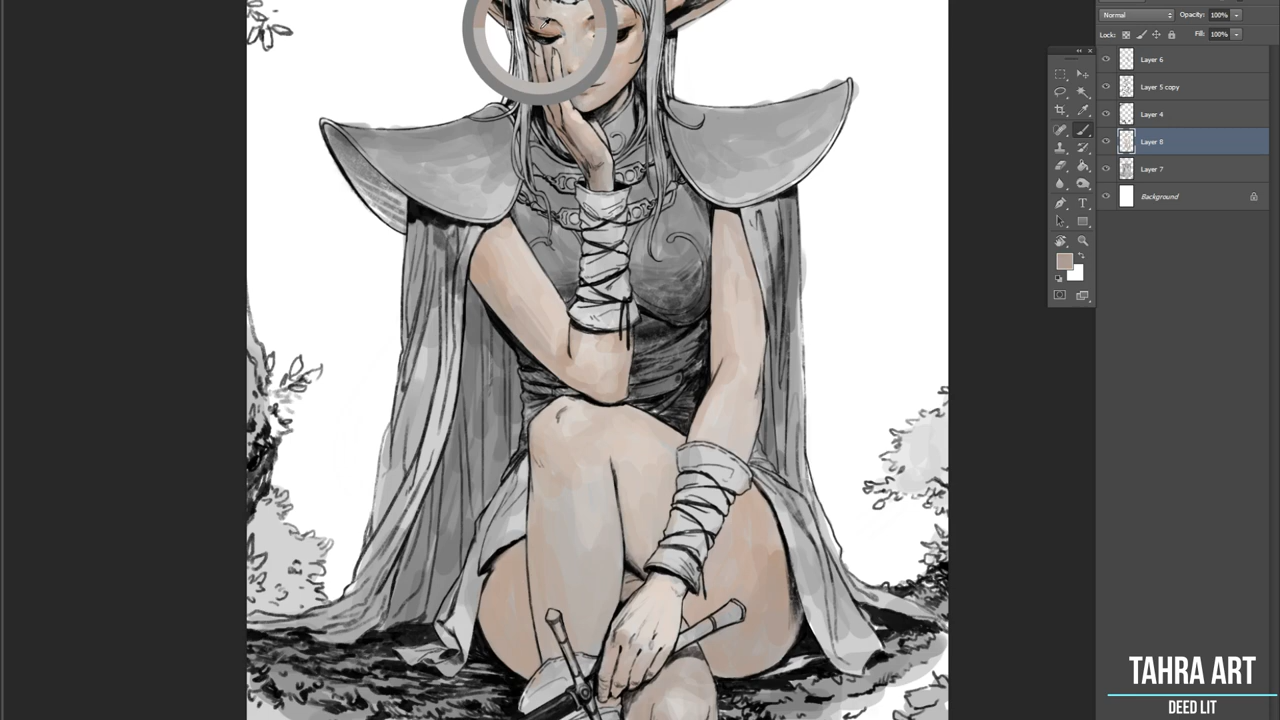 Normal Opacity: 100%
Lock: Fill: 100%
Layer 6
Layer 5 copy
Layer 4
Layer 8
Layer 7
Background
T
TAHRA ART
DEED LIT